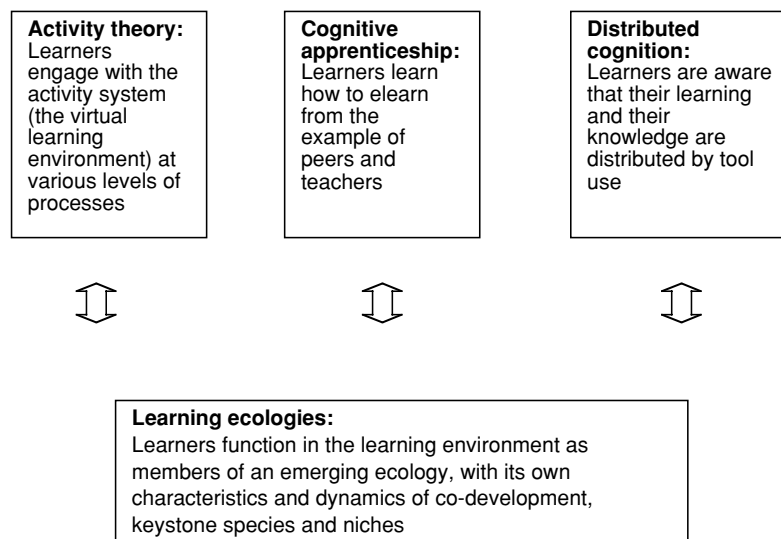 Activity theory:
Learners
engage with the
activity system
(the virtual
learning
environment) at
various levels of
processes
Cognitive
apprenticeship:
Learners learn
how to elearn
from the
example of
peers and
teachers
Distributed
cognition:
Learners are aware
that their learning
and their
knowledge are
distributed by tool
use
Learning ecologies:
Learners function in the learning environment as
members of an emerging ecology, with its own
characteristics and dynamics of co-development,
keystone species and niches